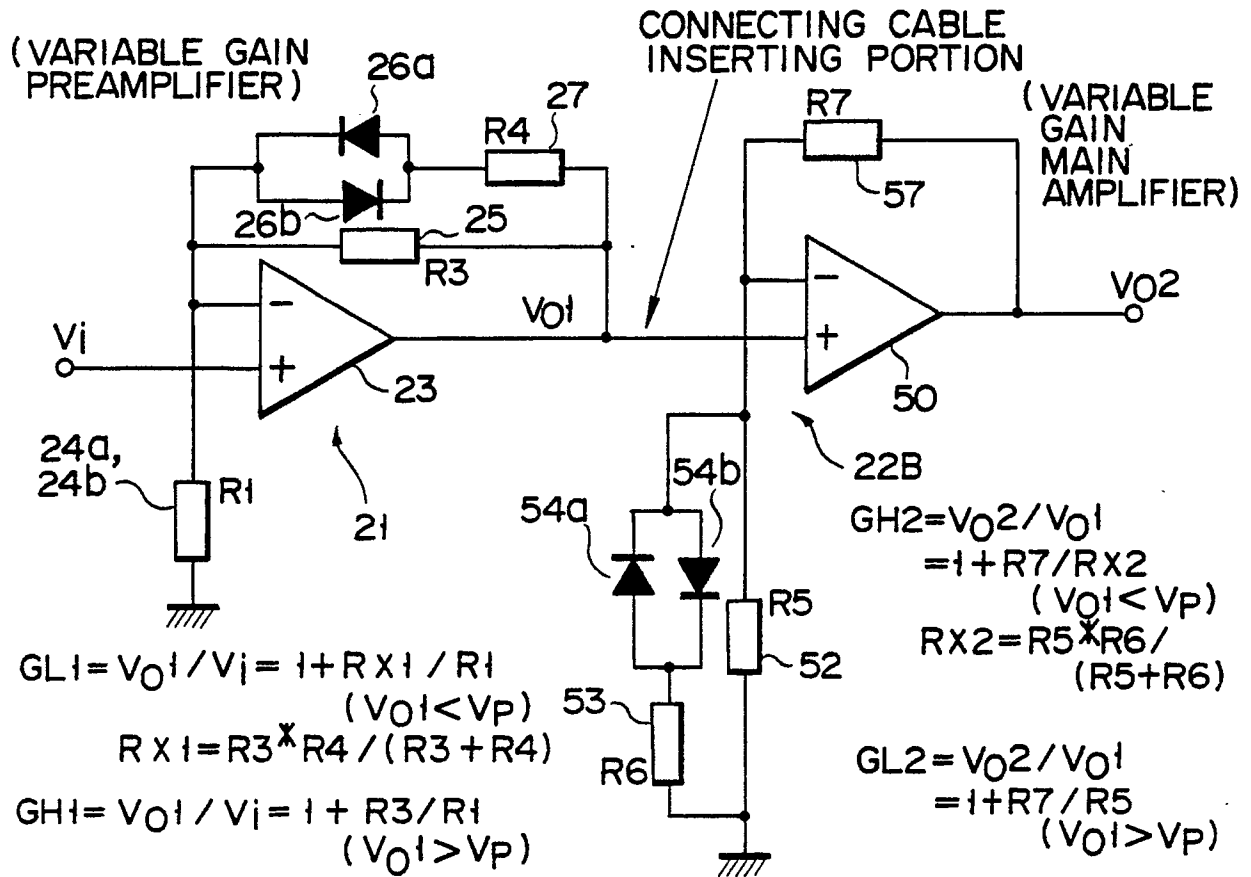 (VARIABLE GAIN
PREAMPLIFIER)
26a
26b
R4
27
25
R3
CONNECTING CABLE
INSERTING PORTION
R7
57
(VARIABLE
GAIN
MAIN
AMPLIFIER)
Vi
−
+
23
VO1
−
+
50
VO2
24a,
24b
R1
21
22B
54a
54b
R5
52
53
R6
GL1=VO1/Vi=1+RX1/R1
(VO1<VP)
RX1=R3*R4/(R3+R4)
GH1=VO1/Vi=1+R3/R1
(VO1>VP)
GH2=VO2/VO1
=1+R7/RX2
(VO1<VP)
RX2=R5*R6/
(R5+R6)
GL2=VO2/VO1
=1+R7/R5
(VO1>VP)